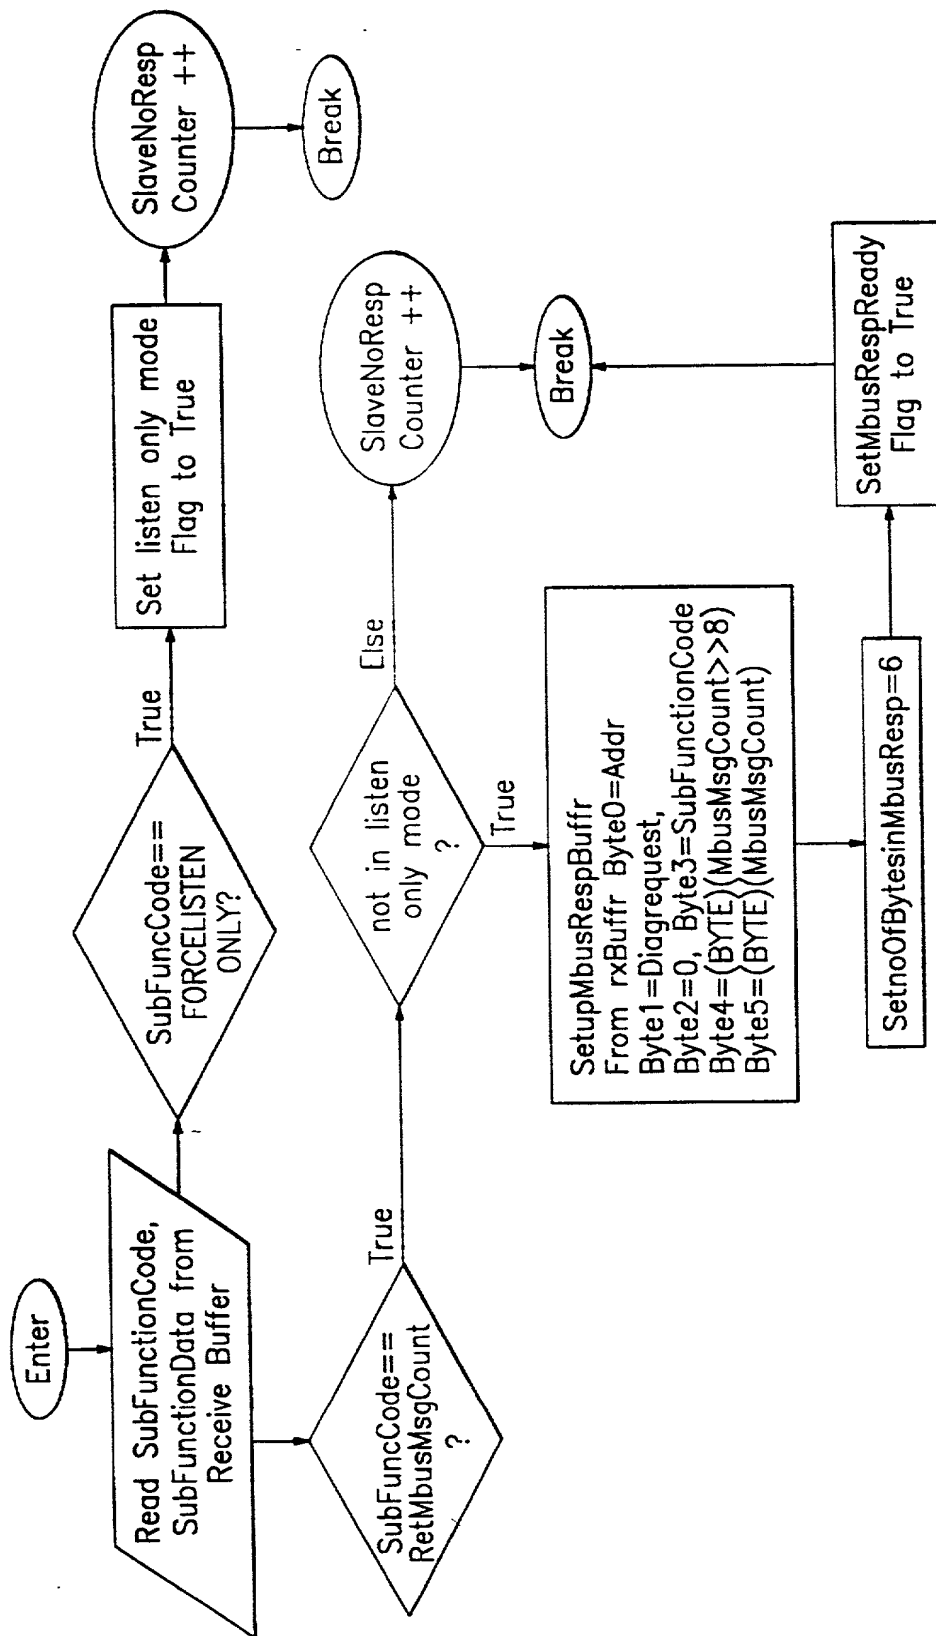 Enter
Read SubFunctionCode,
SubFunctionData from
Receive Buffer
SubFuncCode==
FORCELISTEN
ONLY?
True
Set listen only mode
Flag to True
SlaveNoResp
Counter ++
Break
SubFuncCode==
RetMbusMsgCount
?
True
not in listen
only mode
?
Else
SlaveNoResp
Counter ++
Break
True
SetupMbusRespBuffr
From rxBuffr Byte0=Addr
Byte1=Diagrequest,
Byte2=0, Byte3=SubFunctionCode
Byte4=(BYTE)(MbusMsgCount>>8)
Byte5=(BYTE)(MbusMsgCount)
SetnoOfBytesinMbusResp=6
SetMbusRespReady
Flag to True